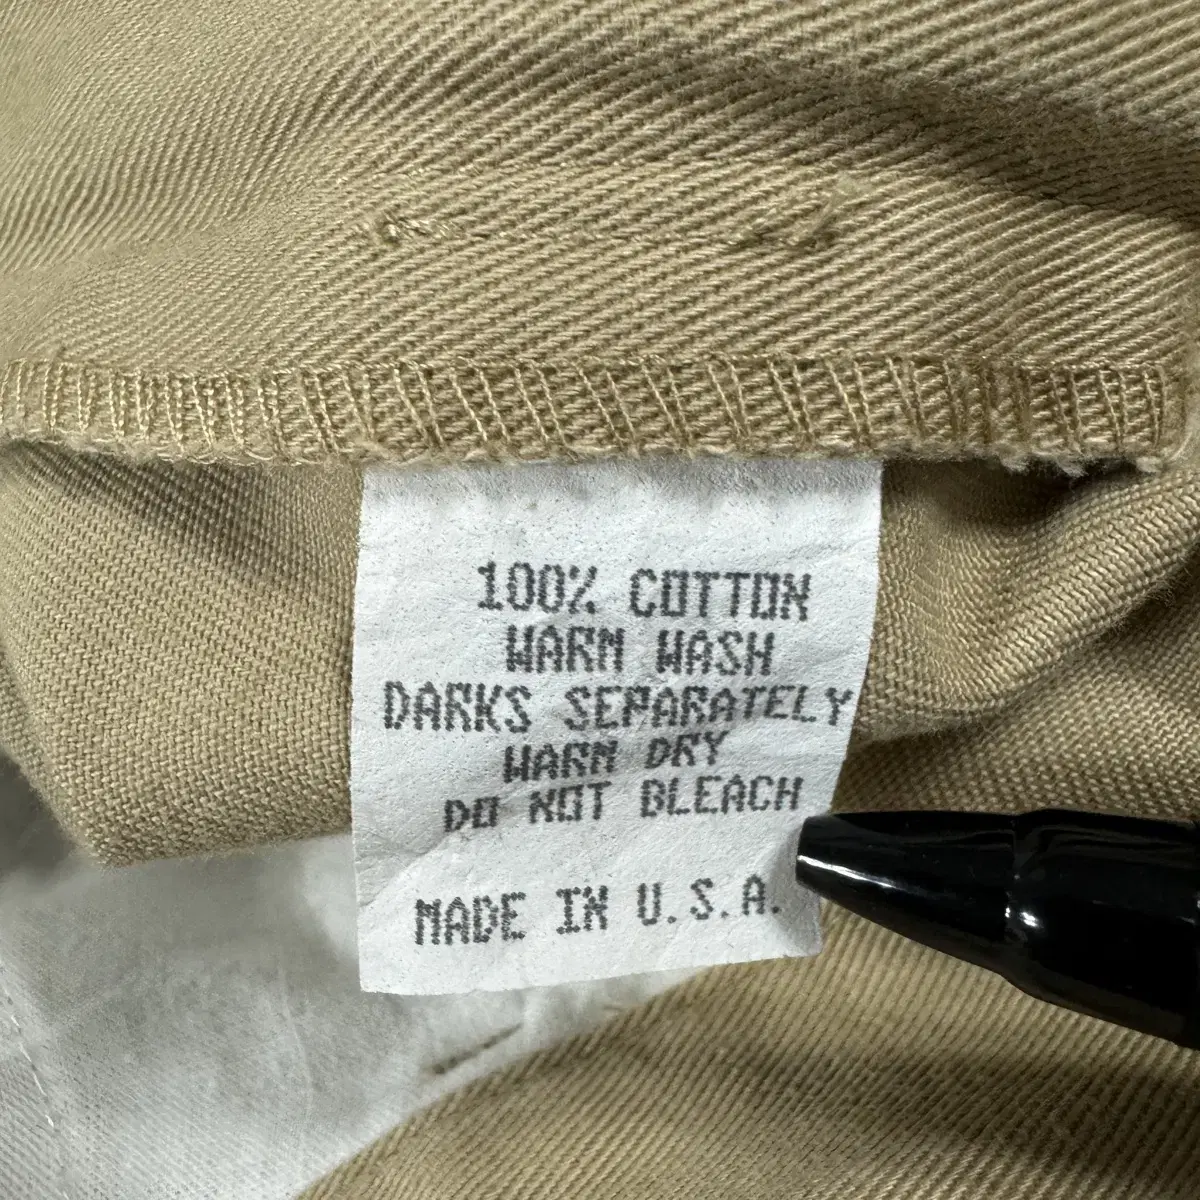 100% COTTON
WARM WASH
DARKS SEPARATELY
WARM DRY
DO NOT BLEACH
MADE IN U.S.A.